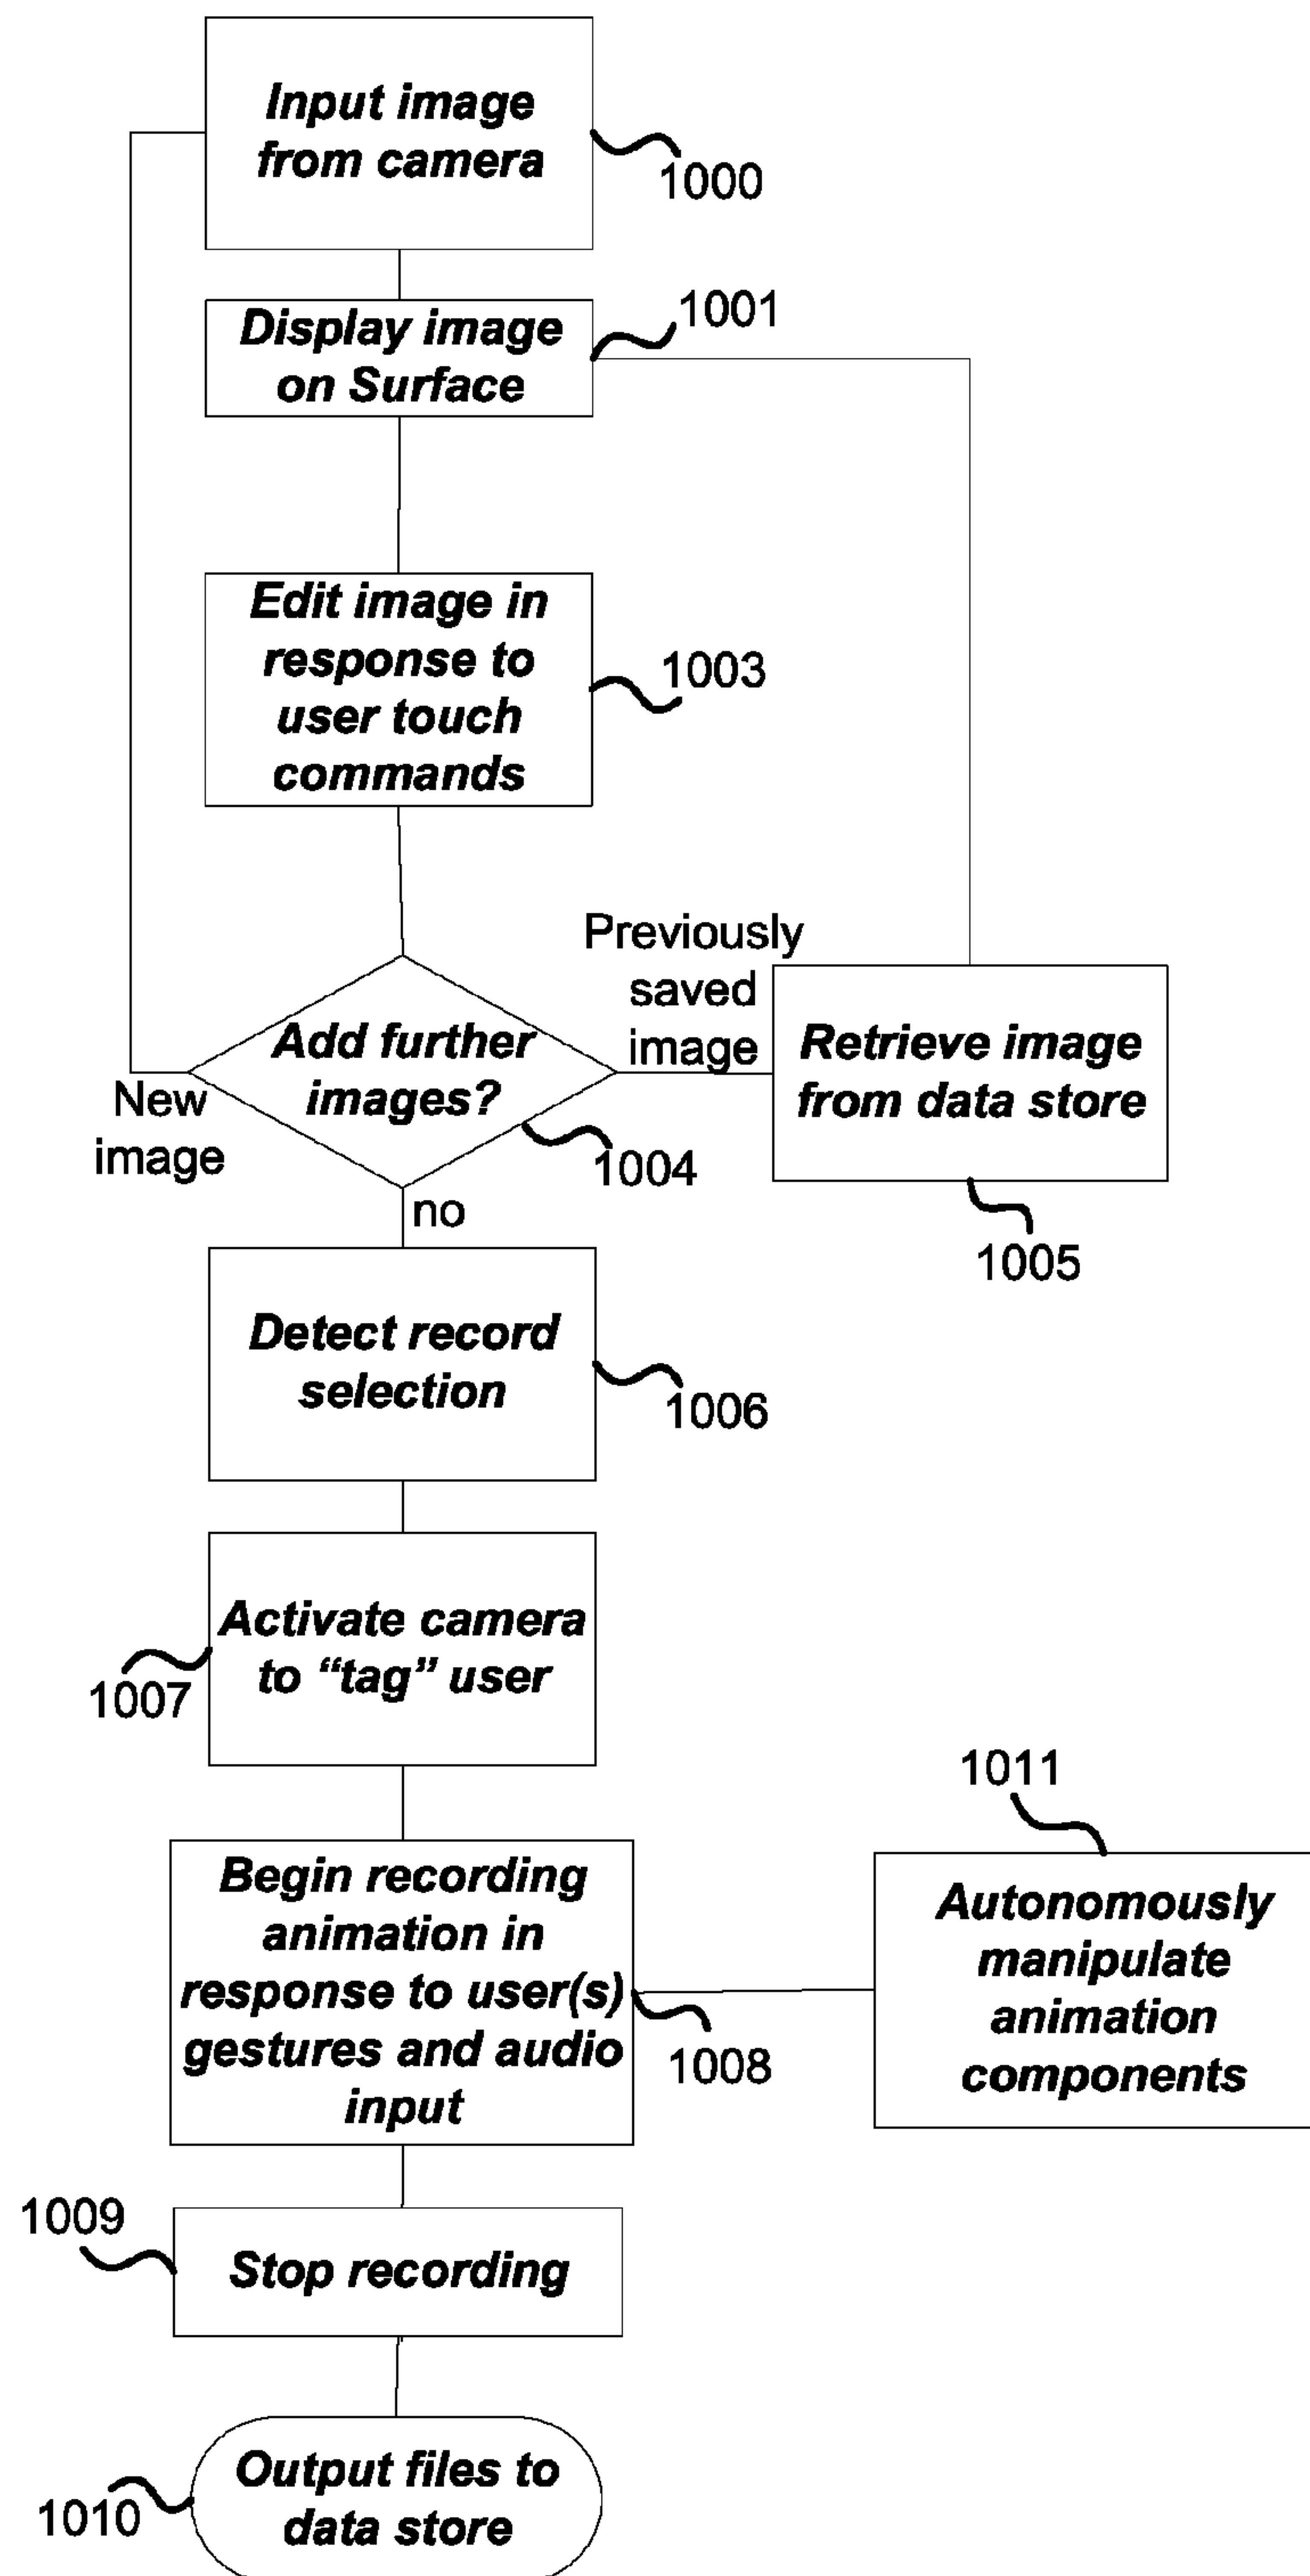 Input image
from camera
1000
Display image
on Surface
1001
Edit image in
response to
user touch
commands
1003
Add further
images?
1004
New
image
Previously
saved
image
Retrieve image
from data store
1005
no
Detect record
selection
1006
Activate camera
to “tag” user
1007
Begin recording
animation in
response to user(s)
gestures and audio
input
1008
1011
Autonomously
manipulate
animation
components
1009
Stop recording
Output files to
data store
1010